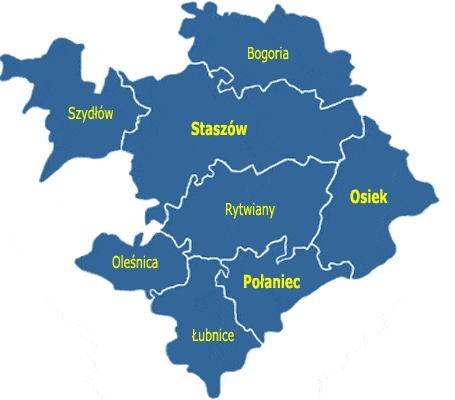 Bogoria
Szydłów
Staszów
Osiek
Rytwiany
Oleśnica
Połaniec
Łubnice